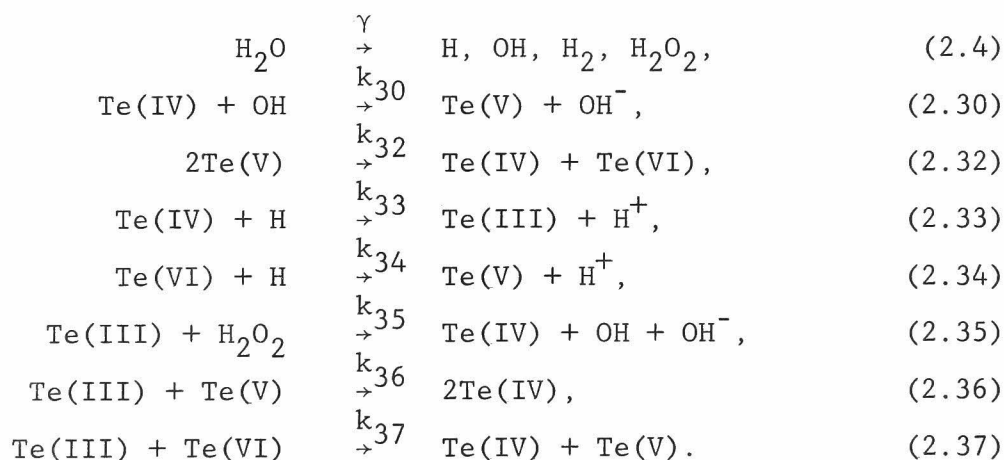 γ
H₂O → H, OH, H₂, H₂O₂, (2.4)
k₃₀
Te(IV) + OH → Te(V) + OH⁻, (2.30)
k₃₂
2Te(V) → Te(IV) + Te(VI), (2.32)
k₃₃
Te(IV) + H → Te(III) + H⁺, (2.33)
k₃₄
Te(VI) + H → Te(V) + H⁺, (2.34)
k₃₅
Te(III) + H₂O₂ → Te(IV) + OH + OH⁻, (2.35)
k₃₆
Te(III) + Te(V) → 2Te(IV), (2.36)
k₃₇
Te(III) + Te(VI) → Te(IV) + Te(V). (2.37)